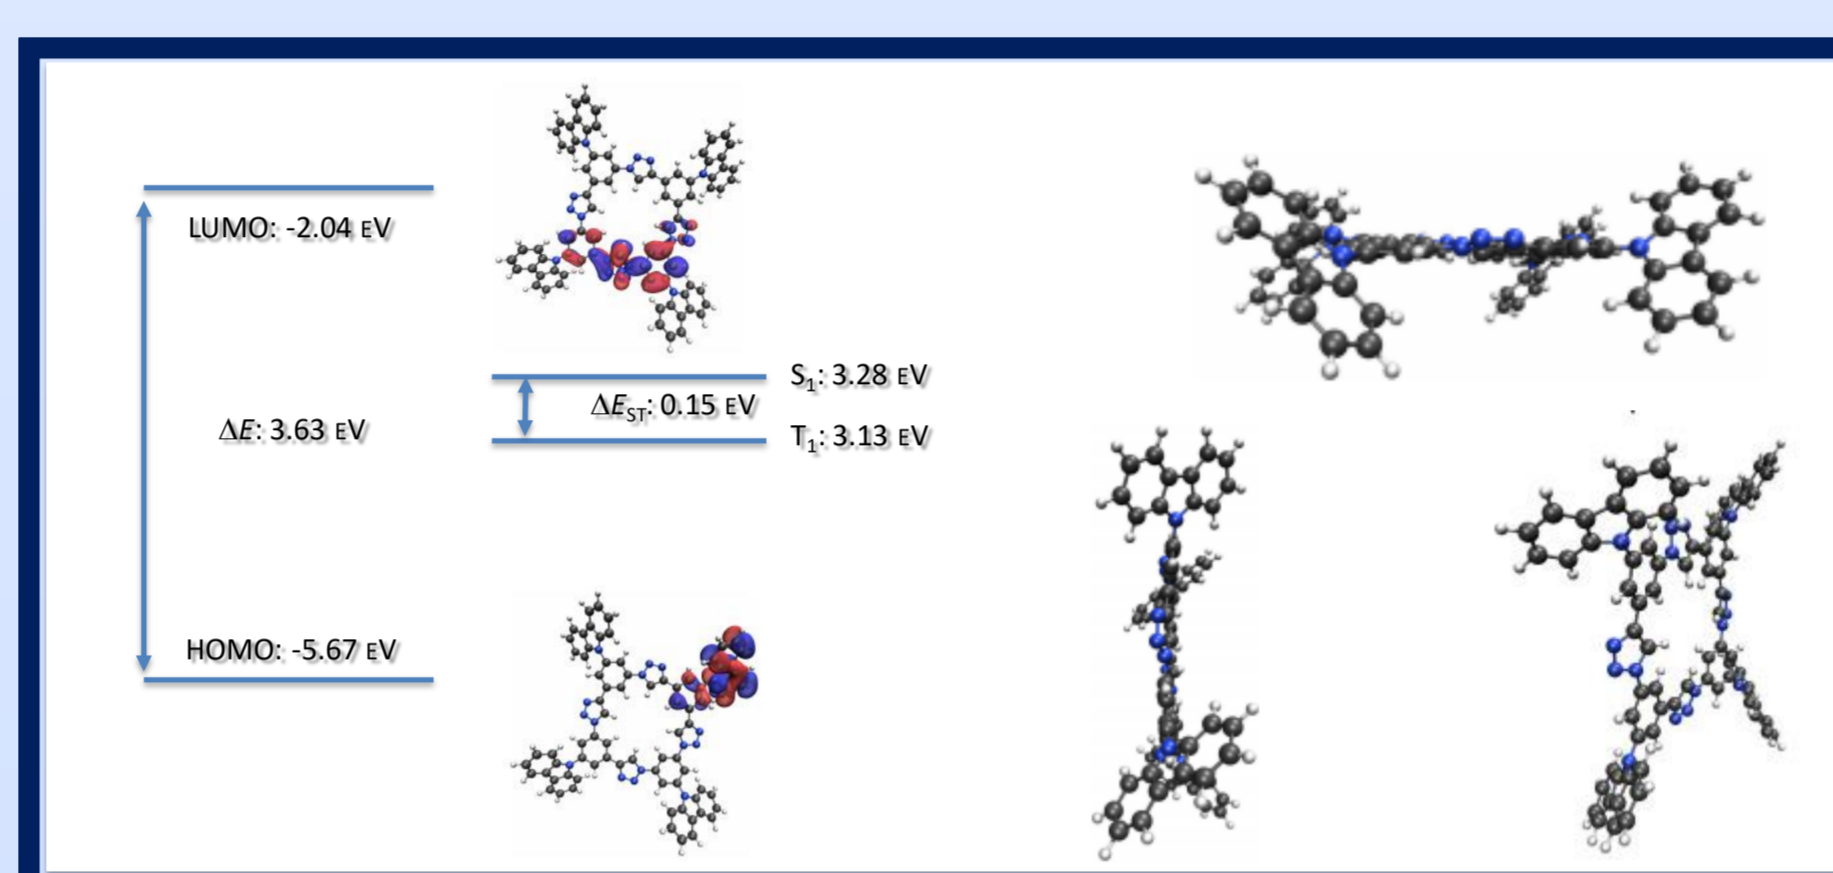 LUMO: -2.04 EV
S₁: 3.28 EV
ΔE_ST: 0.15 EV
ΔE: 3.63 EV
T₁: 3.13 EV
HOMO: -5.67 EV